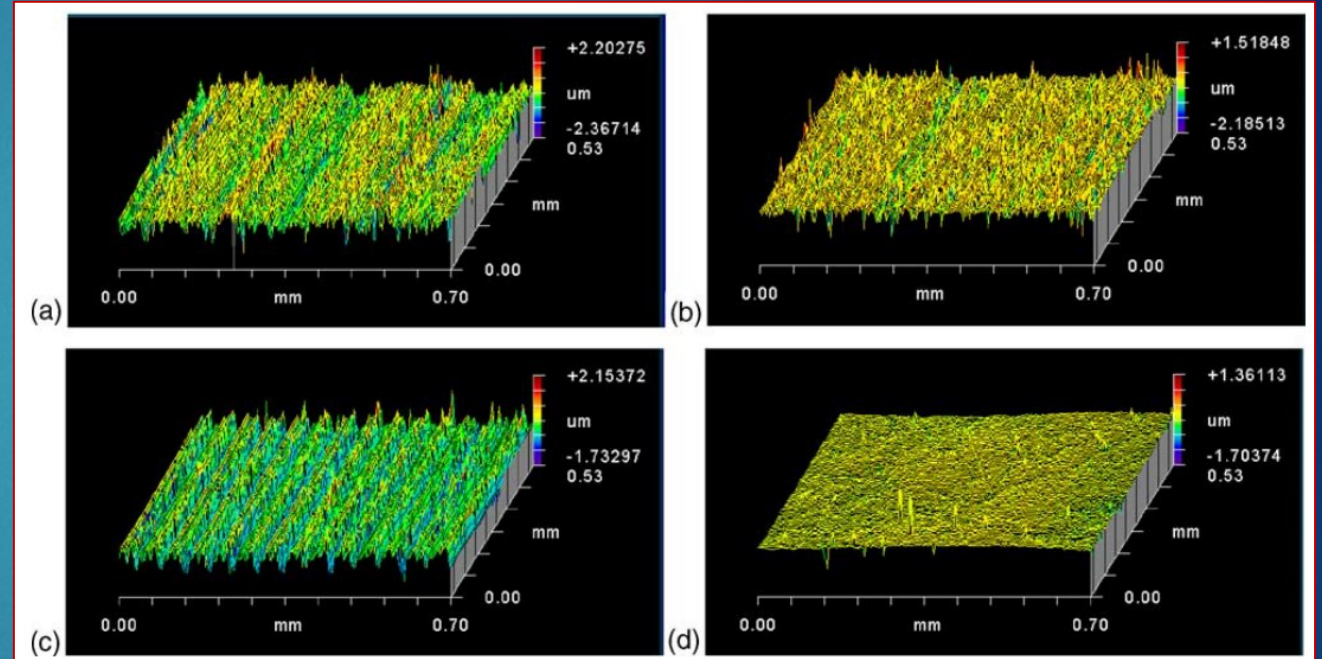 +2.20275
um
-2.36714
0.53
mm
0.00
0.00 mm 0.70
(a)
+1.51848
um
-2.18513
0.53
mm
0.00
0.00 mm 0.70
(b)
+2.15372
um
-1.73297
0.53
mm
0.00
0.00 mm 0.70
(c)
+1.36113
um
-1.70374
0.53
mm
0.00
0.00 mm 0.70
(d)